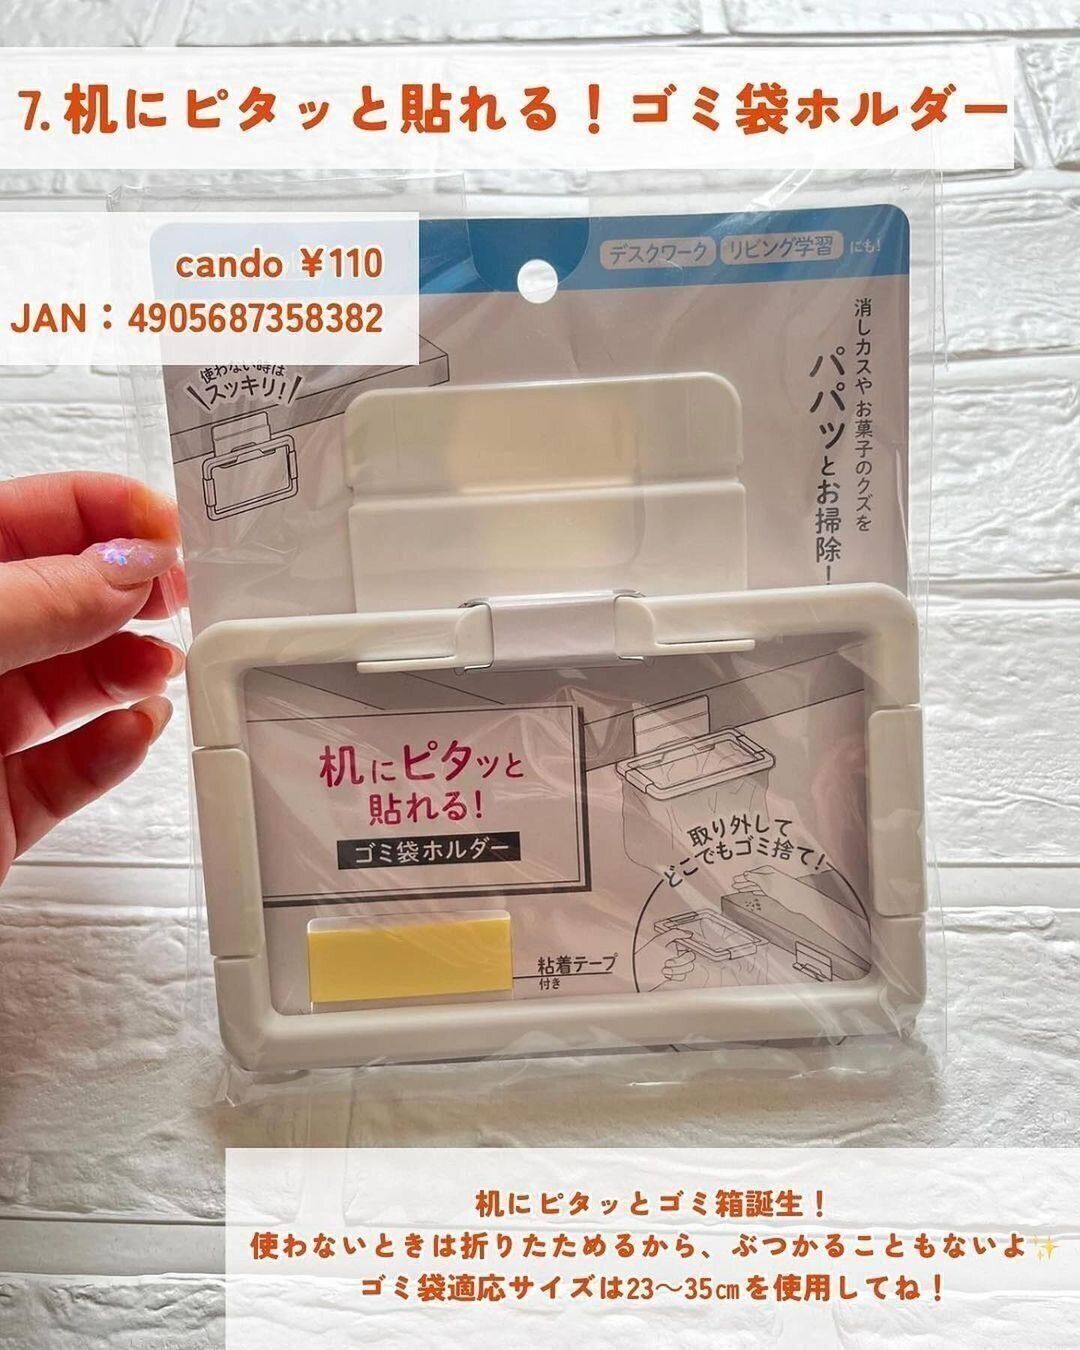 7. 机にピタッと貼れる！ゴミ袋ホルダー
cando ￥110
JAN：4905687358382
デスクワーク リビング学習 にも!
消しカスやお菓子のクズを
パパッとお掃除!
使わない時は
スッキリ!
机にピタッと
貼れる!
ゴミ袋ホルダー
取り外して
どこでもゴミ捨て!
粘着テープ
付き
机にピタッとゴミ箱誕生！
使わないときは折りたためるから、ぶつかることもないよ✨
ゴミ袋適応サイズは23〜35㎝を使用してね！